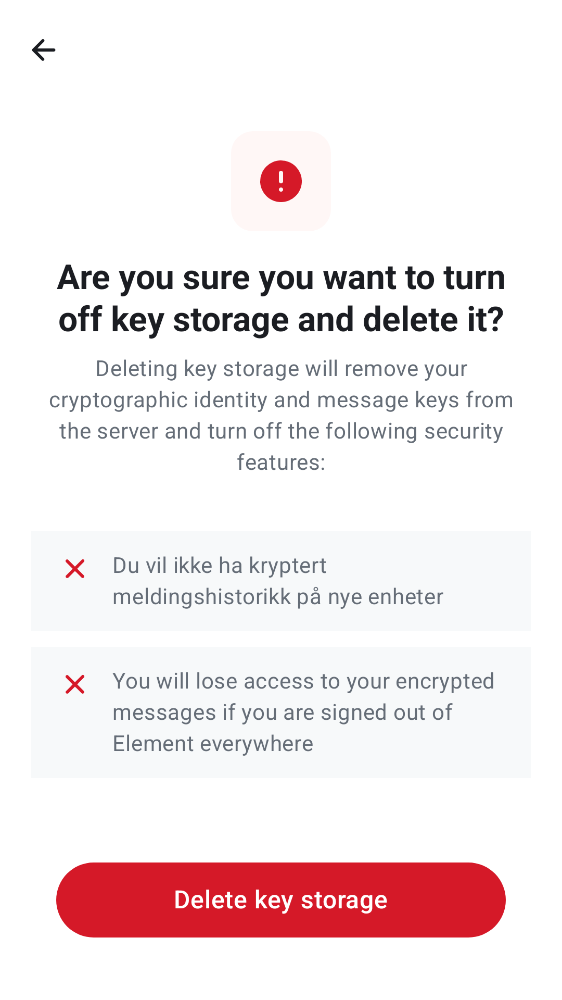 Are you sure you want to turn
off key storage and delete it?
Deleting key storage will remove your
cryptographic identity and message keys from
the server and turn off the following security
features:
Du vil ikke ha kryptert
meldingshistorikk på nye enheter
You will lose access to your encrypted
messages if you are signed out of
Element everywhere
Delete key storage